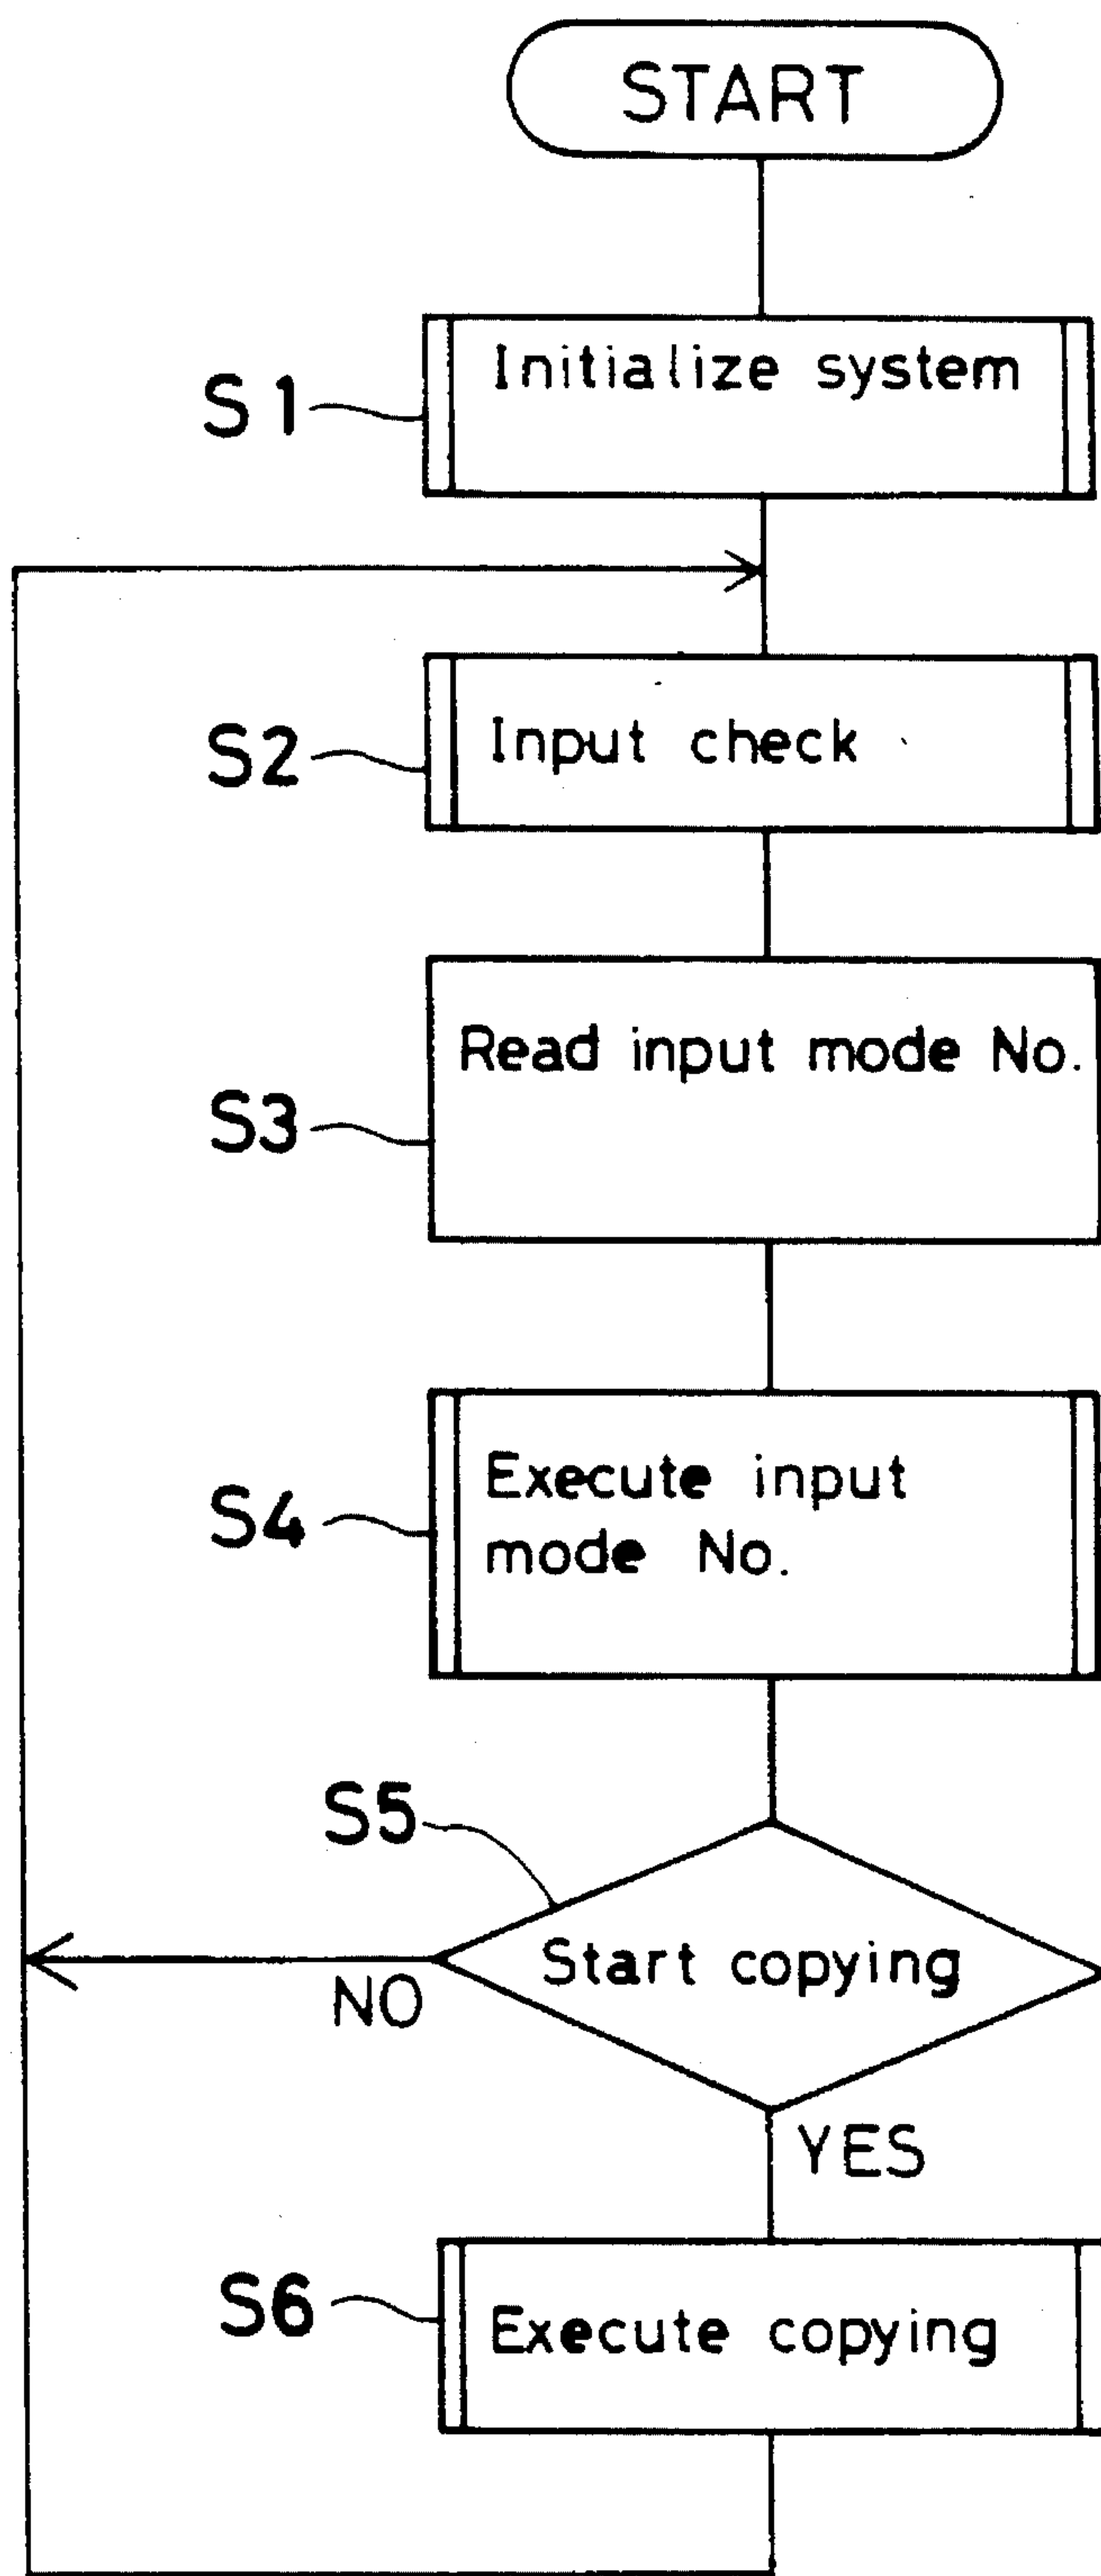 START
Initialize system
S1
Input check
S2
Read input mode No.
S3
Execute input
mode No.
S4
S5
Start copying
NO
YES
S6
Execute copying